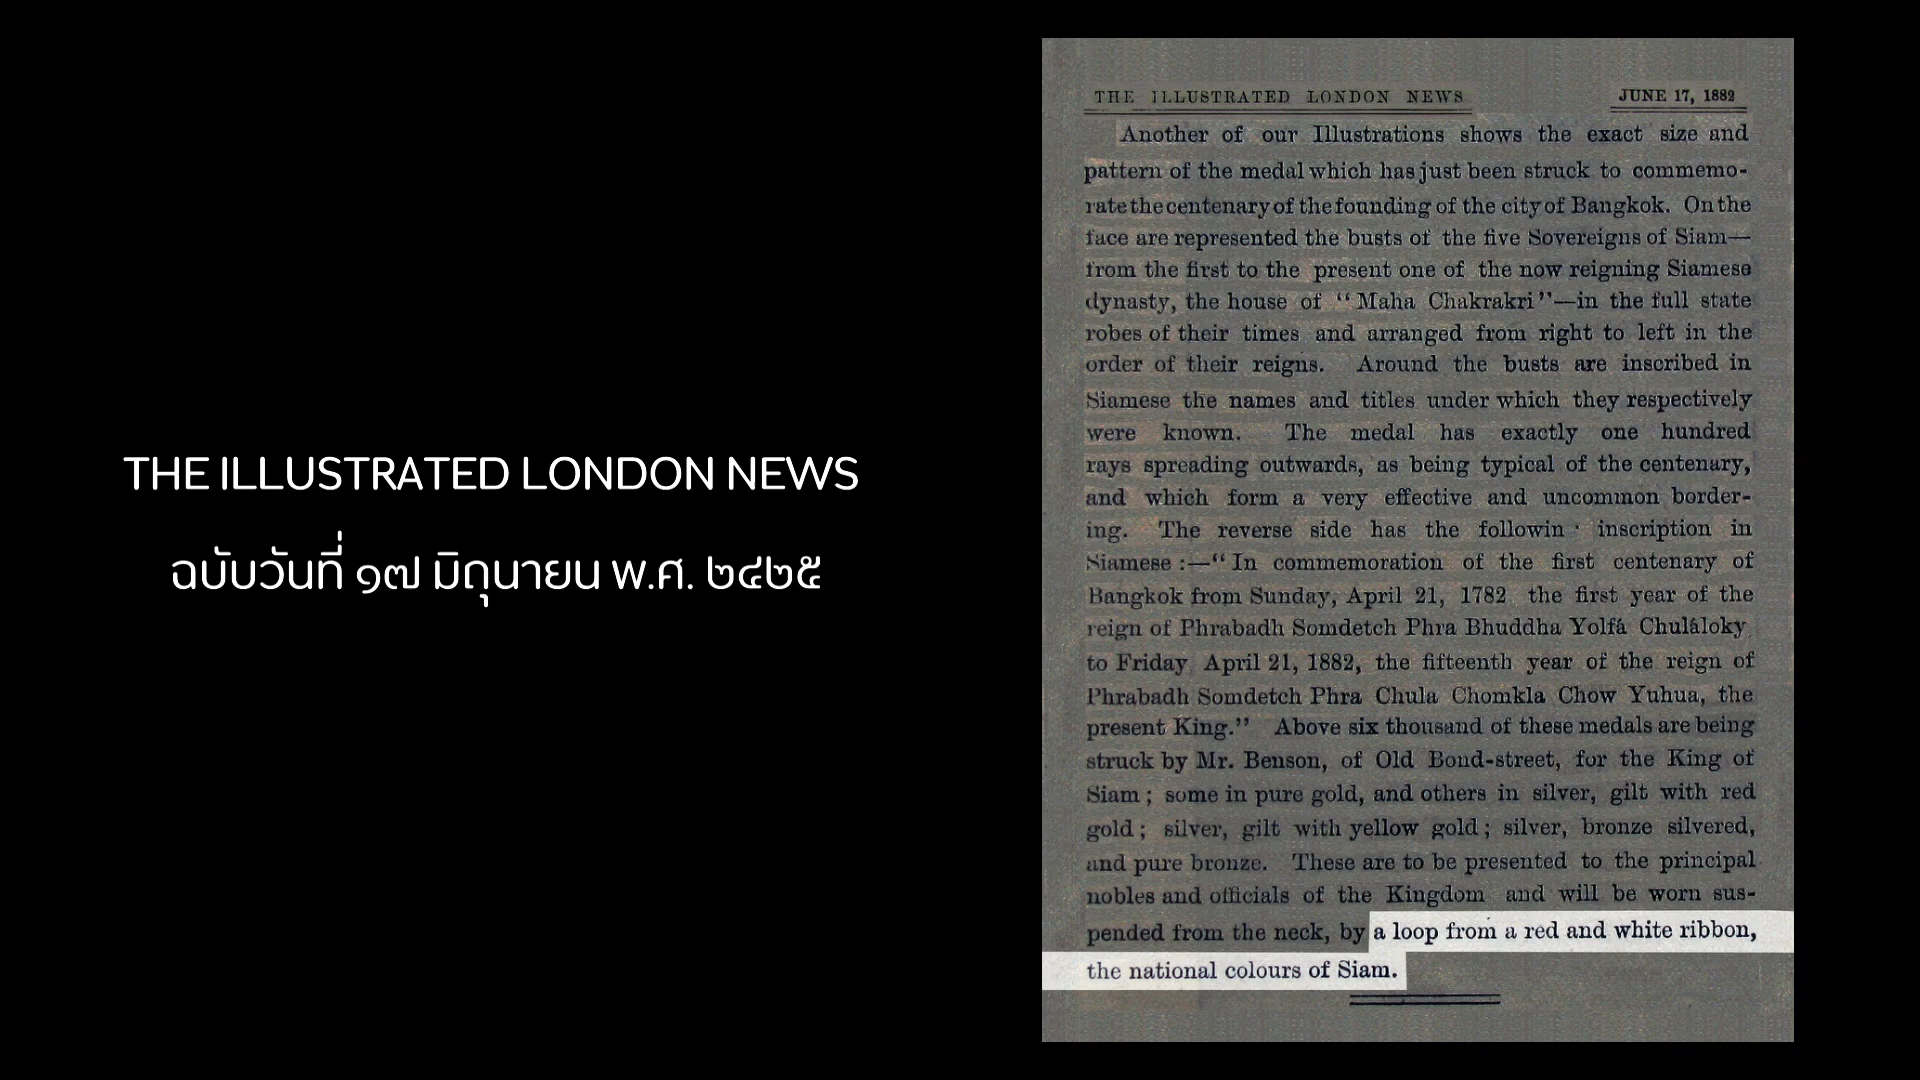 THE ILLUSTRATED LONDON NEWS
ฉบับวันที่ ๑๗ มิถุนายน พ.ศ. ๒๔๒๕
THE ILLUSTRATED LONDON NEWS JUNE 17, 1882
Another of our Illustrations shows the exact size and
pattern of the medal which has just been struck to commemo-
rate the centenary of the founding of the city of Bangkok. On the
face are represented the busts of the five Sovereigns of Siam—
from the first to the present one of the now reigning Siamese
dynasty, the house of “Maha Chakrakri”—in the full state
robes of their times and arranged from right to left in the
order of their reigns. Around the busts are inscribed in
Siamese the names and titles under which they respectively
were known. The medal has exactly one hundred
rays spreading outwards, as being typical of the centenary,
and which form a very effective and uncommon border-
ing. The reverse side has the followin inscription in
Siamese:—“In commemoration of the first centenary of
Bangkok from Sunday, April 21, 1782 the first year of the
reign of Phrabadh Somdetch Phra Bhuddha Yolfá Chuláloky
to Friday April 21, 1882, the fifteenth year of the reign of
Phrabadh Somdetch Phra Chula Chomkla Chow Yuhua, the
present King.” Above six thousand of these medals are being
struck by Mr. Benson, of Old Bond-street, for the King of
Siam; some in pure gold, and others in silver, gilt with red
gold; silver, gilt with yellow gold; silver, bronze silvered,
and pure bronze. These are to be presented to the principal
nobles and officials of the Kingdom and will be worn sus-
pended from the neck, by a loop from a red and white ribbon,
the national colours of Siam.